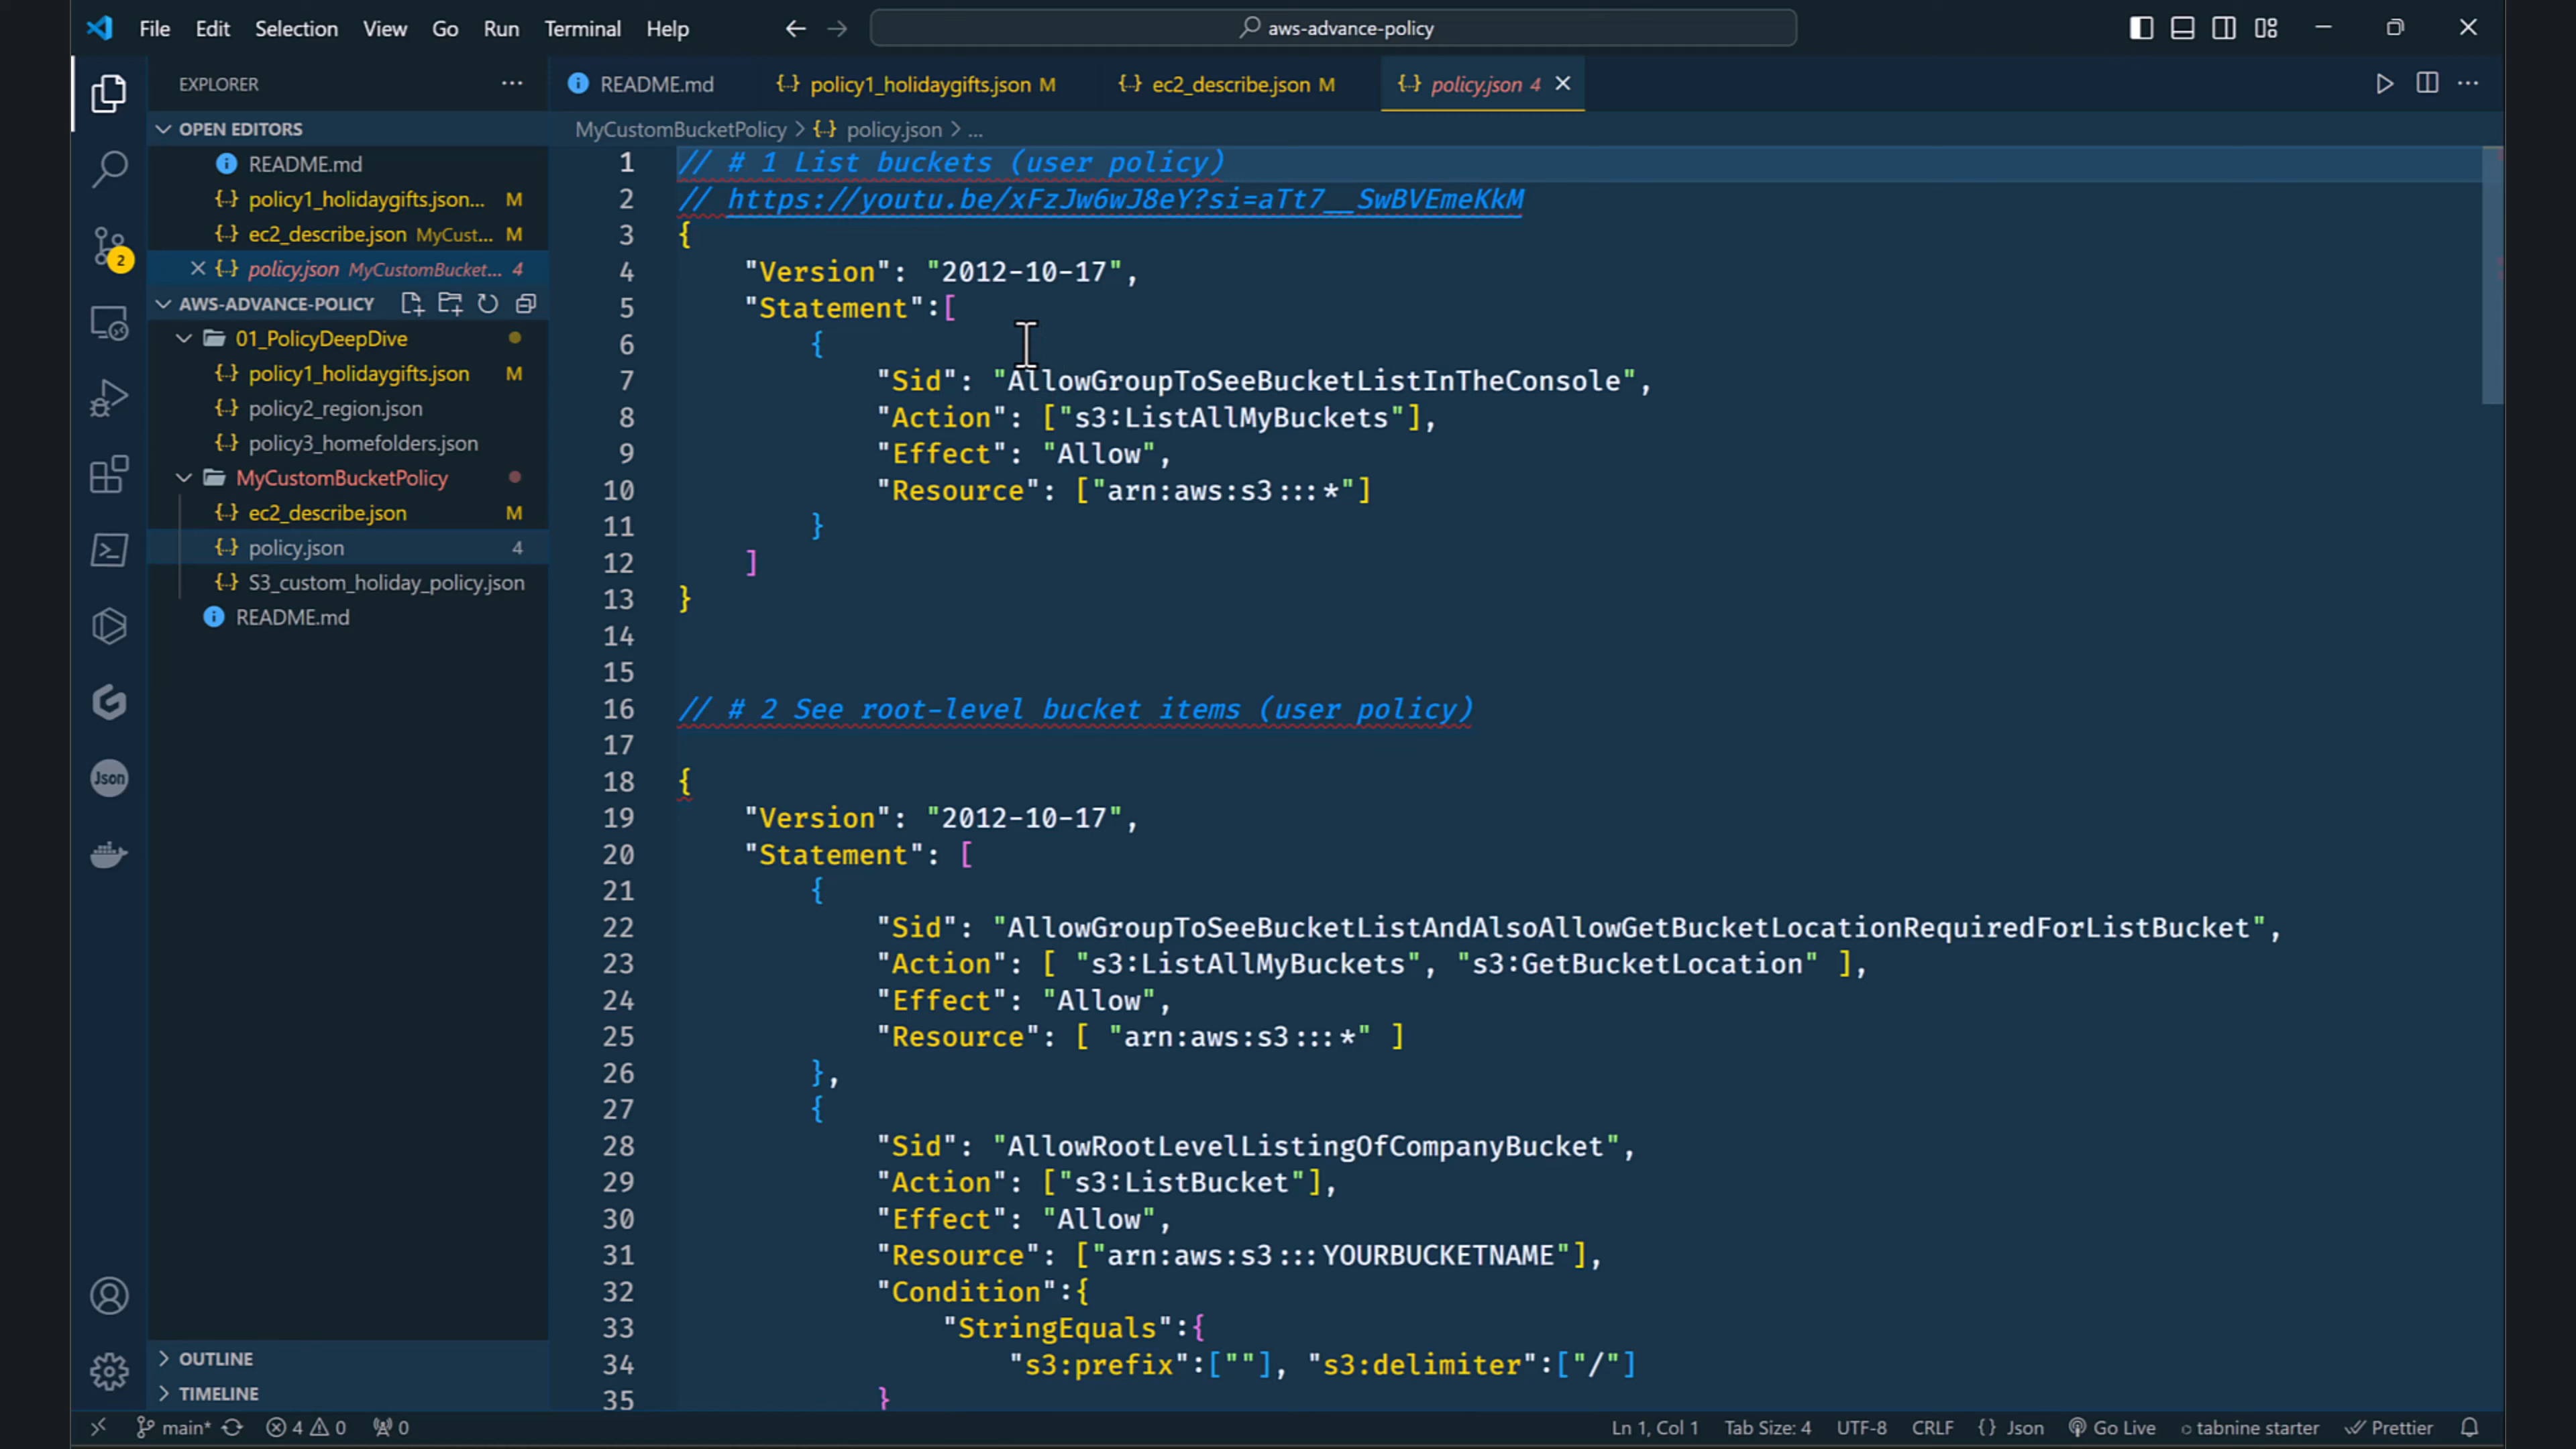 File Edit Selection View Go Run Terminal Help
aws-advance-policy
EXPLORER
OPEN EDITORS
README.md
policy1_holidaygifts.json... M
ec2_describe.json MyCust... M
policy.json MyCustomBucket... 4
AWS-ADVANCE-POLICY
01_PolicyDeepDive
policy1_holidaygifts.json M
policy2_region.json
policy3_homefolders.json
MyCustomBucketPolicy
ec2_describe.json M
policy.json 4
S3_custom_holiday_policy.json
README.md
2
Json
OUTLINE
TIMELINE
README.md policy1_holidaygifts.json M ec2_describe.json M policy.json 4
MyCustomBucketPolicy > {..} policy.json > ...
1 // # 1 List buckets (user policy)
2 // https://youtu.be/xFzJw6wJ8eY?si=aTt7__SwBVEmeKkM
3 {
4 "Version": "2012-10-17",
5 "Statement":[
6 {
7 "Sid": "AllowGroupToSeeBucketListInTheConsole",
8 "Action": ["s3:ListAllMyBuckets"],
9 "Effect": "Allow",
10 "Resource": ["arn:aws:s3:::*"]
11 }
12 ]
13 }
14
15
16 // # 2 See root-level bucket items (user policy)
17
18 {
19 "Version": "2012-10-17",
20 "Statement": [
21 {
22 "Sid": "AllowGroupToSeeBucketListAndAlsoAllowGetBucketLocationRequiredForListBucket",
23 "Action": [ "s3:ListAllMyBuckets", "s3:GetBucketLocation" ],
24 "Effect": "Allow",
25 "Resource": [ "arn:aws:s3:::*" ]
26 },
27 {
28 "Sid": "AllowRootLevelListingOfCompanyBucket",
29 "Action": ["s3:ListBucket"],
30 "Effect": "Allow",
31 "Resource": ["arn:aws:s3:::YOURBUCKETNAME"],
32 "Condition":{
33 "StringEquals":{
34 "s3:prefix":[""], "s3:delimiter":["/"]
35 }
main* 4 0 0 Ln 1, Col 1 Tab Size: 4 UTF-8 CRLF {} Json Go Live tabnine starter Prettier